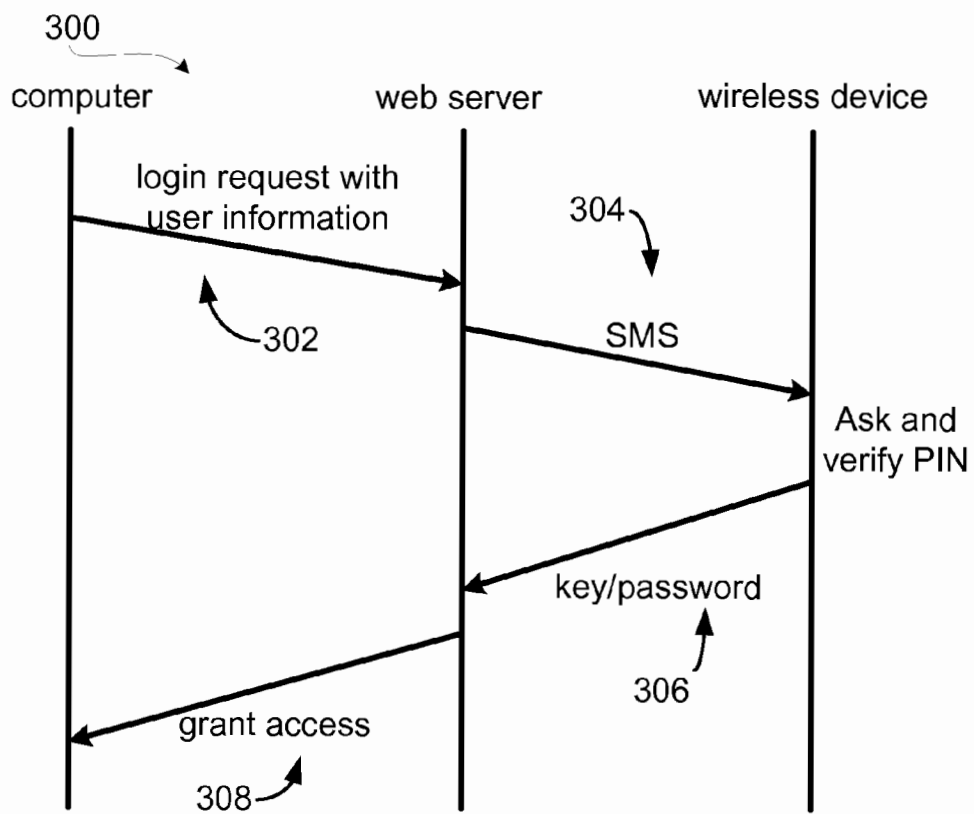 300
computer
web server
wireless device
login request with
user information
304
302
SMS
Ask and
verify PIN
key/password
306
grant access
308